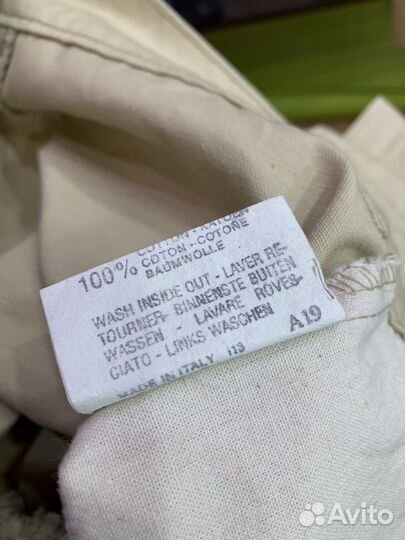 COTTON-KATOEN
100% COTON-COTONE
BAUMWOLLE
WASH INSIDE OUT - LAVER RE-
TOURNER- BINNENSTE BUITEN
WASSEN - LAVARE ROVES-
CIATO - LINKS WASCHEN
MADE IN ITALY 113 A19
Avito